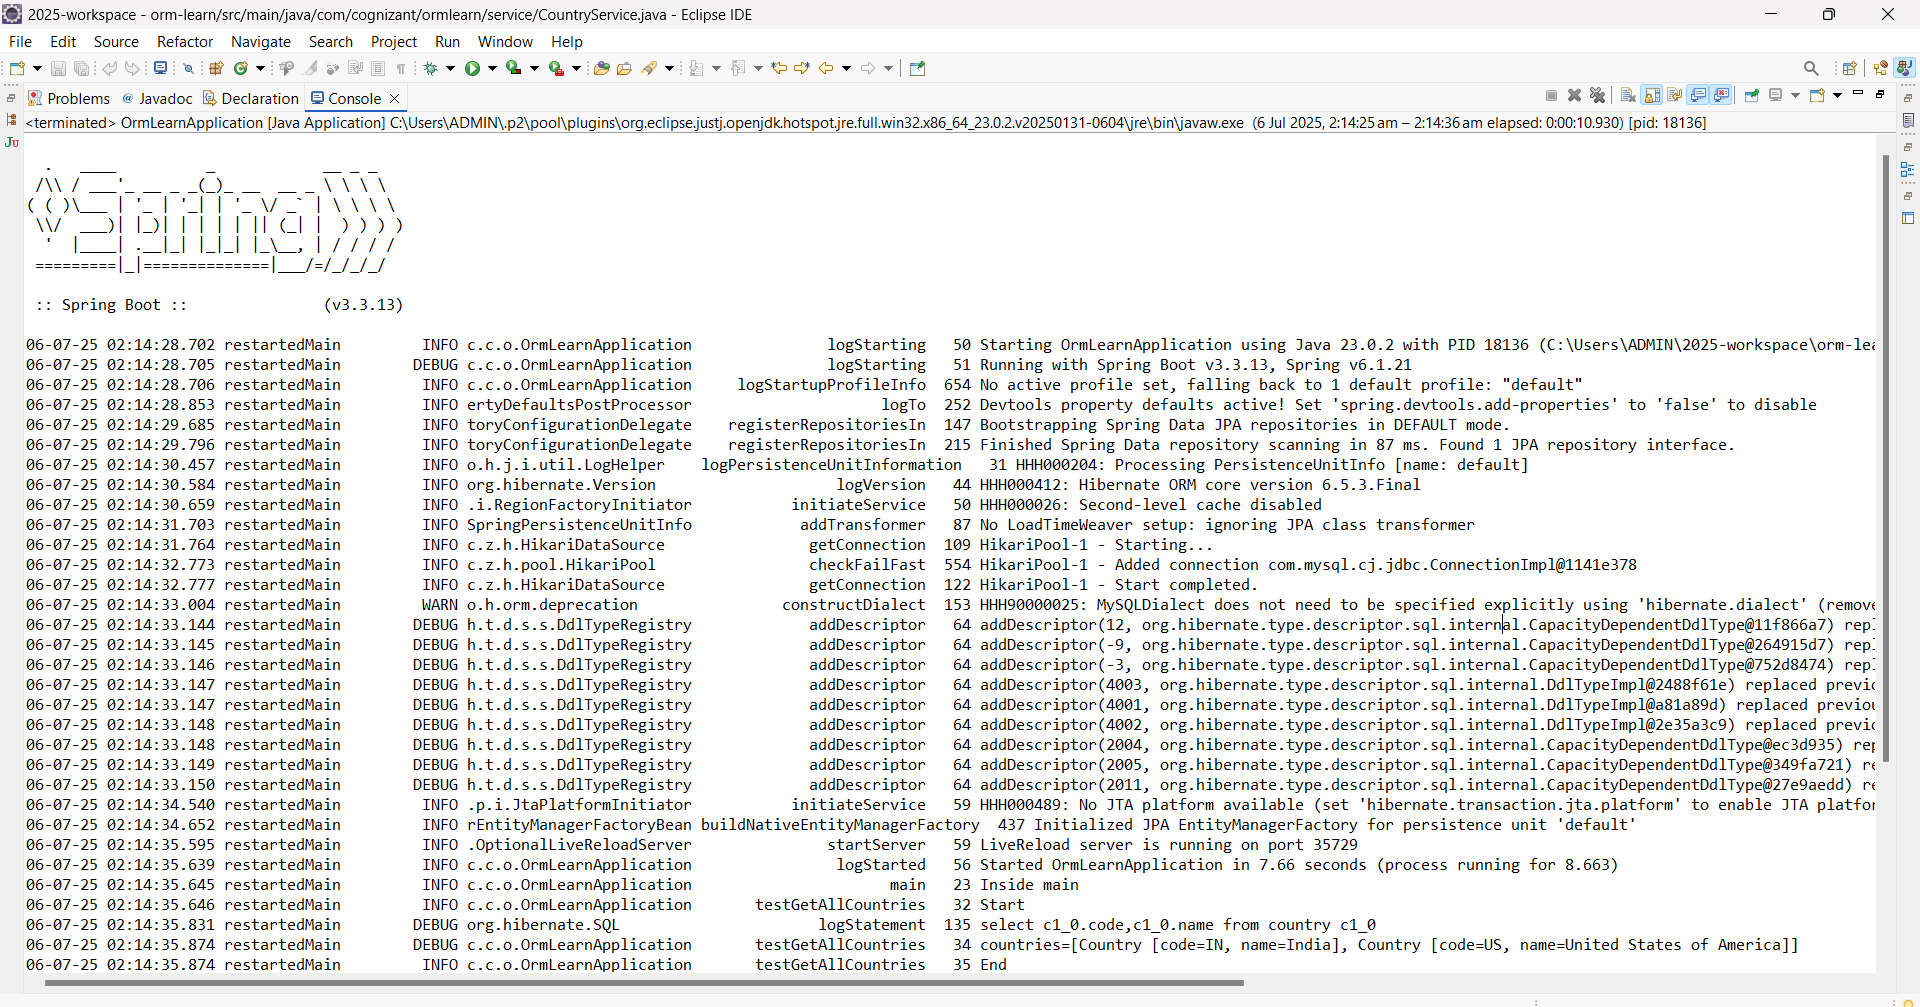 2025-workspace - orm-learn/src/main/java/com/cognizant/ormlearn/service/CountryService.java - Eclipse IDE
File Edit Source Refactor Navigate Search Project Run Window Help
Problems Javadoc Declaration Console
<terminated> OrmLearnApplication [Java Application] C:\Users\ADMIN\.p2\pool\plugins\org.eclipse.justj.openjdk.hotspot.jre.full.win32.x86_64_23.0.2.v20250131-0604\jre\bin\javaw.exe (6 Jul 2025, 2:14:25 am – 2:14:36 am elapsed: 0:00:10.930) [pid: 18136]
Spring
:: Spring Boot :: (v3.3.13)
06-07-25 02:14:28.702 restartedMain INFO c.c.o.OrmLearnApplication logStarting 50 Starting OrmLearnApplication using Java 23.0.2 with PID 18136 (C:\Users\ADMIN\2025-workspace\orm-lea
06-07-25 02:14:28.705 restartedMain DEBUG c.c.o.OrmLearnApplication logStarting 51 Running with Spring Boot v3.3.13, Spring v6.1.21
06-07-25 02:14:28.706 restartedMain INFO c.c.o.OrmLearnApplication logStartupProfileInfo 654 No active profile set, falling back to 1 default profile: "default"
06-07-25 02:14:28.853 restartedMain INFO ertyDefaultsPostProcessor logTo 252 Devtools property defaults active! Set 'spring.devtools.add-properties' to 'false' to disable
06-07-25 02:14:29.685 restartedMain INFO toryConfigurationDelegate registerRepositoriesIn 147 Bootstrapping Spring Data JPA repositories in DEFAULT mode.
06-07-25 02:14:29.796 restartedMain INFO toryConfigurationDelegate registerRepositoriesIn 215 Finished Spring Data repository scanning in 87 ms. Found 1 JPA repository interface.
06-07-25 02:14:30.457 restartedMain INFO o.h.j.i.util.LogHelper logPersistenceUnitInformation 31 HHH000204: Processing PersistenceUnitInfo [name: default]
06-07-25 02:14:30.584 restartedMain INFO org.hibernate.Version logVersion 44 HHH000412: Hibernate ORM core version 6.5.3.Final
06-07-25 02:14:30.659 restartedMain INFO .i.RegionFactoryInitiator initiateService 50 HHH000026: Second-level cache disabled
06-07-25 02:14:31.703 restartedMain INFO SpringPersistenceUnitInfo addTransformer 87 No LoadTimeWeaver setup: ignoring JPA class transformer
06-07-25 02:14:31.764 restartedMain INFO c.z.h.HikariDataSource getConnection 109 HikariPool-1 - Starting...
06-07-25 02:14:32.773 restartedMain INFO c.z.h.pool.HikariPool checkFailFast 554 HikariPool-1 - Added connection com.mysql.cj.jdbc.ConnectionImpl@1141e378
06-07-25 02:14:32.777 restartedMain INFO c.z.h.HikariDataSource getConnection 122 HikariPool-1 - Start completed.
06-07-25 02:14:33.004 restartedMain WARN o.h.orm.deprecation constructDialect 153 HHH90000025: MySQLDialect does not need to be specified explicitly using 'hibernate.dialect' (remove
06-07-25 02:14:33.144 restartedMain DEBUG h.t.d.s.s.DdlTypeRegistry addDescriptor 64 addDescriptor(12, org.hibernate.type.descriptor.sql.internal.CapacityDependentDdlType@11f866a7) repl
06-07-25 02:14:33.145 restartedMain DEBUG h.t.d.s.s.DdlTypeRegistry addDescriptor 64 addDescriptor(-9, org.hibernate.type.descriptor.sql.internal.CapacityDependentDdlType@264915d7) repl
06-07-25 02:14:33.146 restartedMain DEBUG h.t.d.s.s.DdlTypeRegistry addDescriptor 64 addDescriptor(-3, org.hibernate.type.descriptor.sql.internal.CapacityDependentDdlType@752d8474) repl
06-07-25 02:14:33.147 restartedMain DEBUG h.t.d.s.s.DdlTypeRegistry addDescriptor 64 addDescriptor(4003, org.hibernate.type.descriptor.sql.internal.DdlTypeImpl@2488f61e) replaced previo
06-07-25 02:14:33.147 restartedMain DEBUG h.t.d.s.s.DdlTypeRegistry addDescriptor 64 addDescriptor(4001, org.hibernate.type.descriptor.sql.internal.DdlTypeImpl@a81a89d) replaced previou
06-07-25 02:14:33.148 restartedMain DEBUG h.t.d.s.s.DdlTypeRegistry addDescriptor 64 addDescriptor(4002, org.hibernate.type.descriptor.sql.internal.DdlTypeImpl@2e35a3c9) replaced previo
06-07-25 02:14:33.148 restartedMain DEBUG h.t.d.s.s.DdlTypeRegistry addDescriptor 64 addDescriptor(2004, org.hibernate.type.descriptor.sql.internal.CapacityDependentDdlType@ec3d935) rep
06-07-25 02:14:33.149 restartedMain DEBUG h.t.d.s.s.DdlTypeRegistry addDescriptor 64 addDescriptor(2005, org.hibernate.type.descriptor.sql.internal.CapacityDependentDdlType@349fa721) re
06-07-25 02:14:33.150 restartedMain DEBUG h.t.d.s.s.DdlTypeRegistry addDescriptor 64 addDescriptor(2011, org.hibernate.type.descriptor.sql.internal.CapacityDependentDdlType@27e9aedd) re
06-07-25 02:14:34.540 restartedMain INFO .p.i.JtaPlatformInitiator initiateService 59 HHH000489: No JTA platform available (set 'hibernate.transaction.jta.platform' to enable JTA platfor
06-07-25 02:14:34.652 restartedMain INFO rEntityManagerFactoryBean buildNativeEntityManagerFactory 437 Initialized JPA EntityManagerFactory for persistence unit 'default'
06-07-25 02:14:35.595 restartedMain INFO .OptionalLiveReloadServer startServer 59 LiveReload server is running on port 35729
06-07-25 02:14:35.639 restartedMain INFO c.c.o.OrmLearnApplication logStarted 56 Started OrmLearnApplication in 7.66 seconds (process running for 8.663)
06-07-25 02:14:35.645 restartedMain INFO c.c.o.OrmLearnApplication main 23 Inside main
06-07-25 02:14:35.646 restartedMain INFO c.c.o.OrmLearnApplication testGetAllCountries 32 Start
06-07-25 02:14:35.831 restartedMain DEBUG org.hibernate.SQL logStatement 135 select c1_0.code,c1_0.name from country c1_0
06-07-25 02:14:35.874 restartedMain DEBUG c.c.o.OrmLearnApplication testGetAllCountries 34 countries=[Country [code=IN, name=India], Country [code=US, name=United States of America]]
06-07-25 02:14:35.874 restartedMain INFO c.c.o.OrmLearnApplication testGetAllCountries 35 End